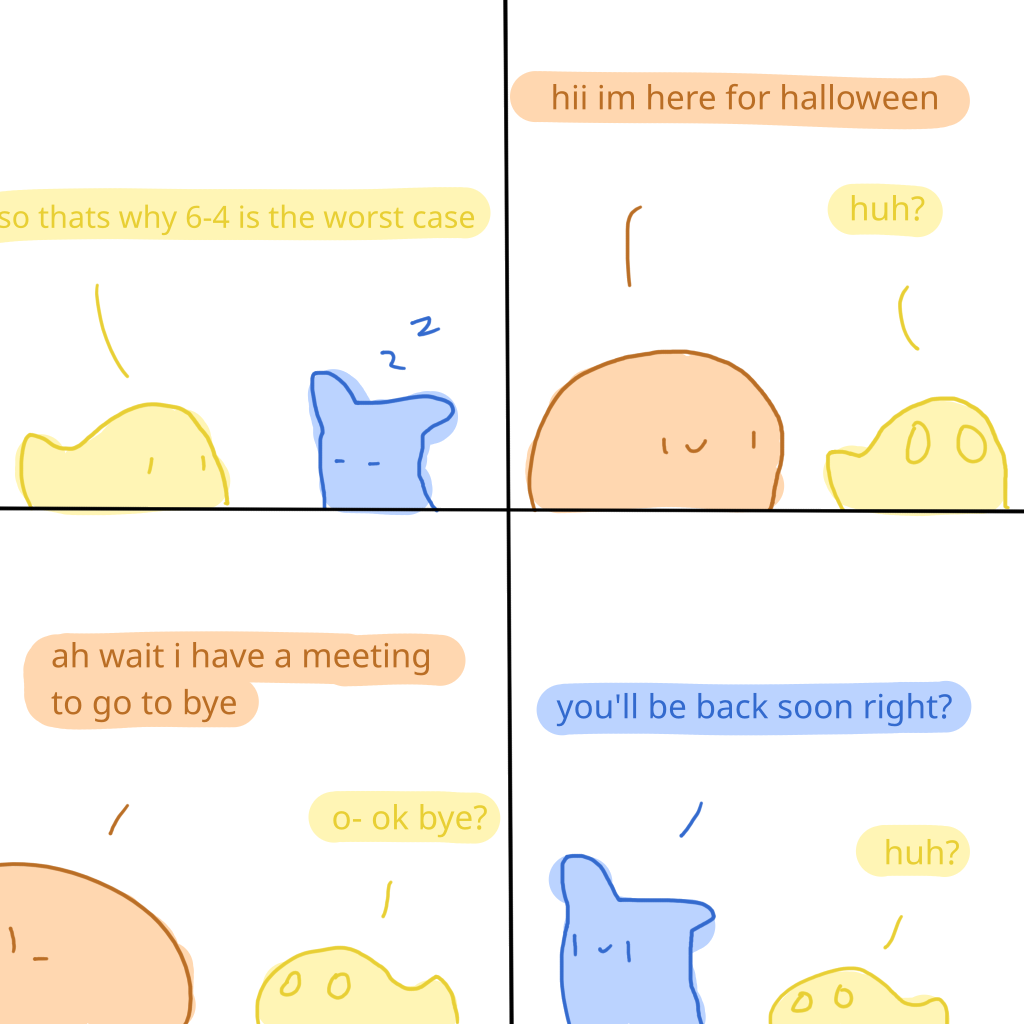 so thats why 6-4 is the worst case
z
z
hii im here for halloween
huh?
ah wait i have a meeting
to go to bye
o- ok bye?
you'll be back soon right?
huh?